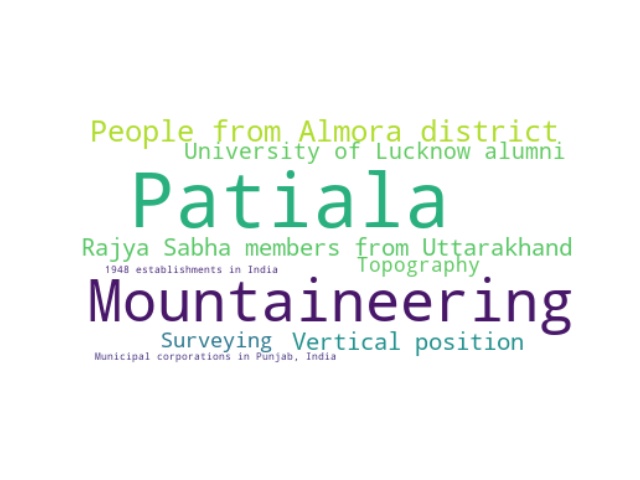 People from Almora district
University of Lucknow alumni
Patiala
Rajya Sabha members from Uttarakhand
1948 establishments in India
Topography
Mountaineering
Surveying
Vertical position
Municipal corporations in Punjab, India